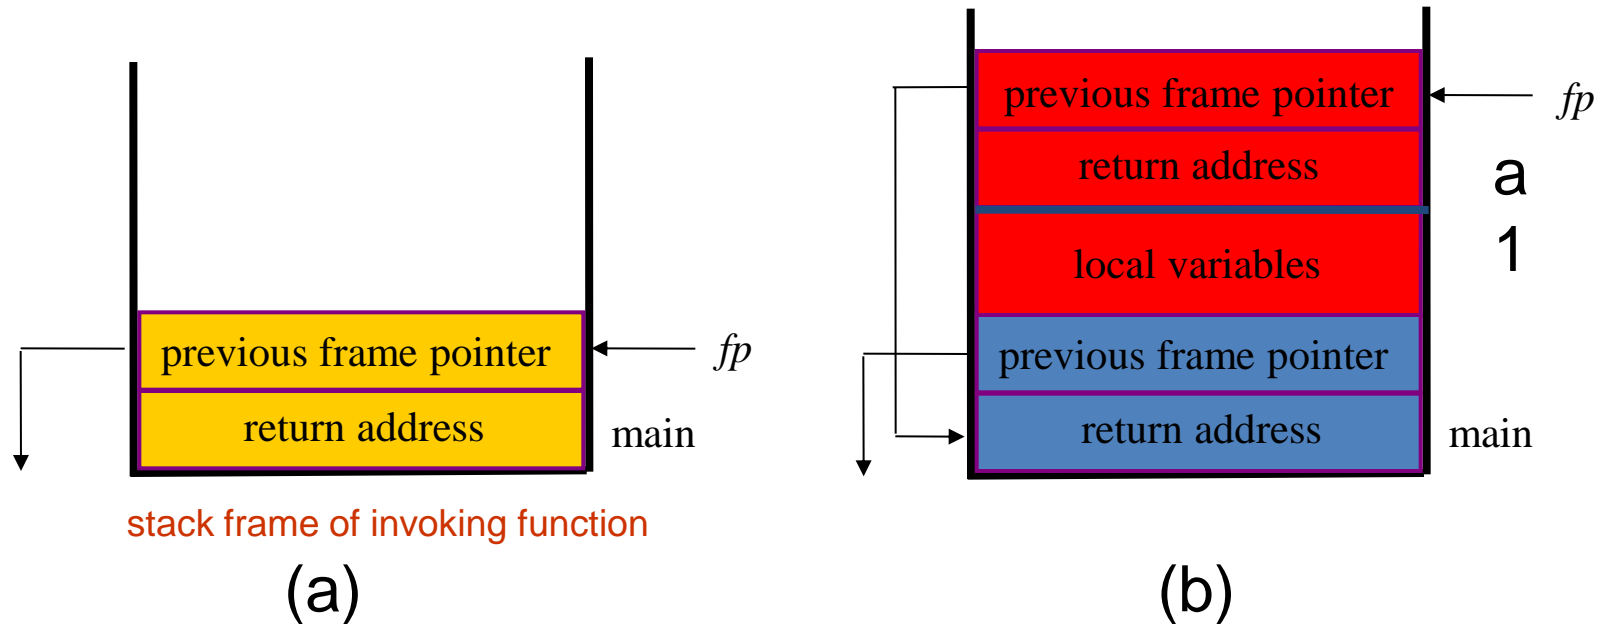 previous frame pointer
fp
return address
main
stack frame of invoking function
(a)
previous frame pointer
fp
return address
a
1
local variables
previous frame pointer
return address
main
(b)